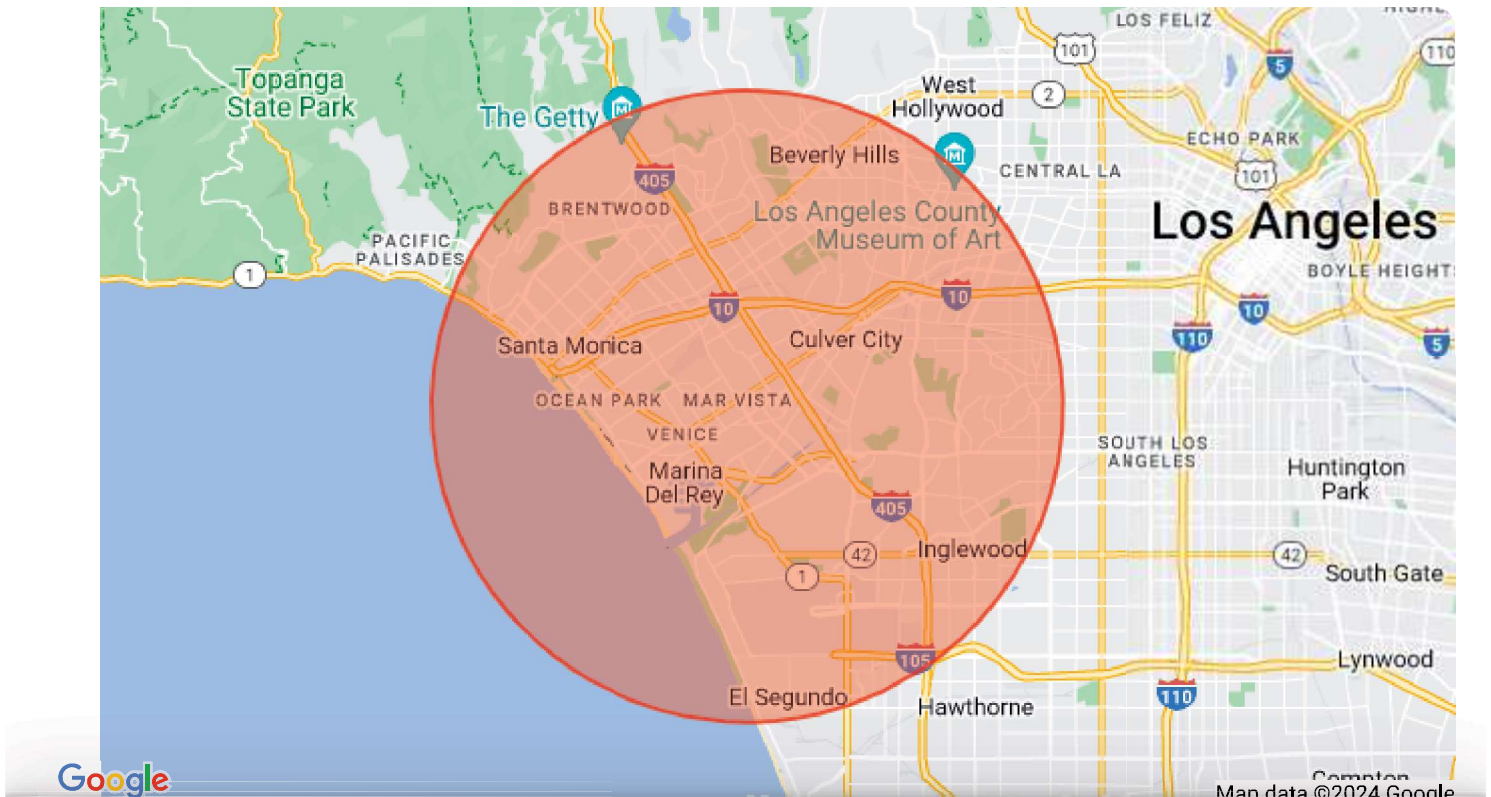 LOS FELIZ
101
5
110
Topanga
State Park
West
Hollywood
2
The Getty
M
ECHO PARK
Beverly Hills
M
CENTRAL LA
101
405
BRENTWOOD
Los Angeles County
Museum of Art
Los Angeles
PACIFIC
PALISADES
1
BOYLE HEIGHT
10
10
10
110
5
Santa Monica
Culver City
OCEAN PARK
MAR VISTA
VENICE
SOUTH LOS
ANGELES
Marina
Del Rey
Huntington
Park
405
42
Inglewood
42
1
South Gate
105
Lynwood
El Segundo
Hawthorne
110
Google
Compton
Map data ©2024 Google